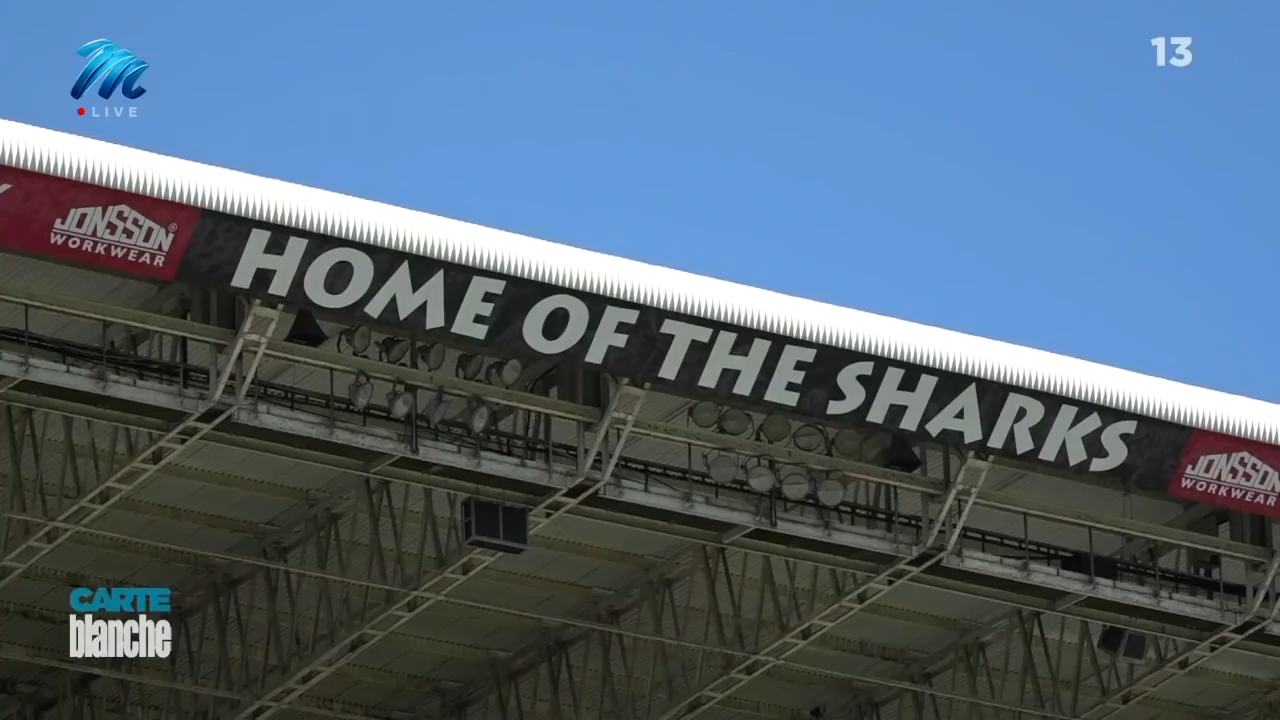 LIVE
13
JONSSON®
WORKWEAR
HOME OF THE SHARKS
JONSSON
WORKWEAR
CARTE
blanche